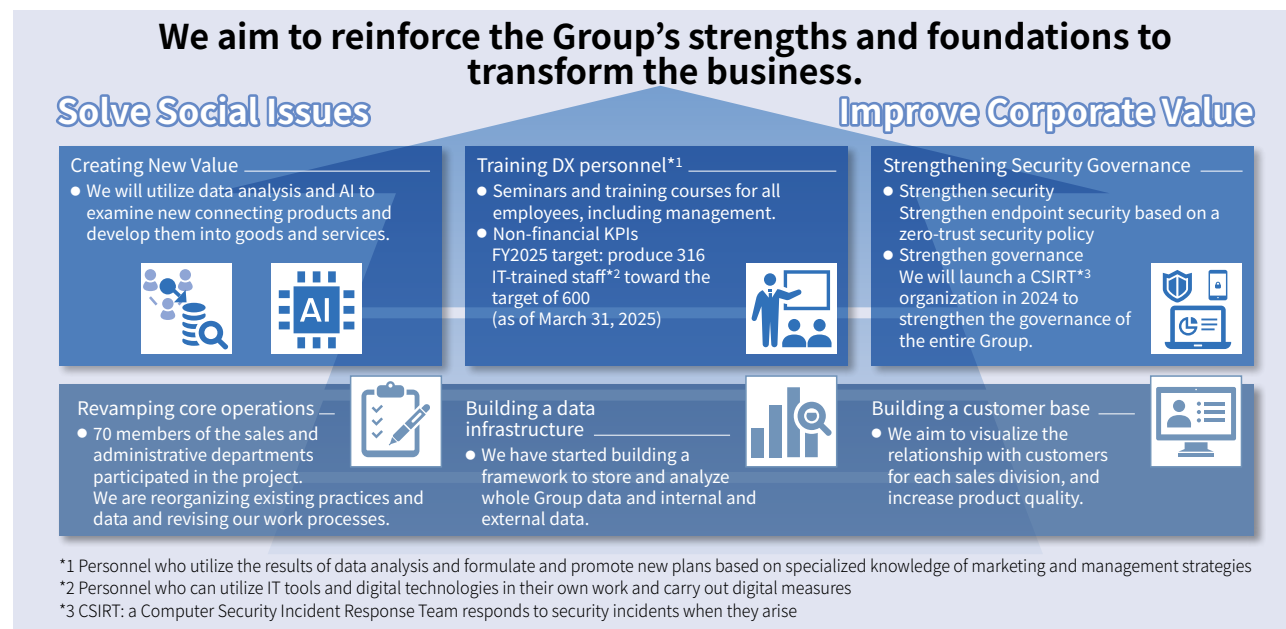 We aim to reinforce the Group’s strengths and foundations to
transform the business.
Solve Social Issues
Improve Corporate Value
Creating New Value
● We will utilize data analysis and AI to
examine new connecting products and
develop them into goods and services.
AI
Training DX personnel*1
● Seminars and training courses for all
employees, including management.
● Non-financial KPIs
FY2025 target: produce 316
IT-trained staff*2 toward the
target of 600
(as of March 31, 2025)
Strengthening Security Governance
● Strengthen security
Strengthen endpoint security based on a
zero-trust security policy
● Strengthen governance
We will launch a CSIRT*3
organization in 2024 to
strengthen the governance of
the entire Group.
Revamping core operations
● 70 members of the sales and
administrative departments
participated in the project.
We are reorganizing existing practices and
data and revising our work processes.
Building a data
infrastructure
● We have started building a
framework to store and analyze
whole Group data and internal and
external data.
Building a customer base
● We aim to visualize the
relationship with customers
for each sales division, and
increase product quality.
*1 Personnel who utilize the results of data analysis and formulate and promote new plans based on specialized knowledge of marketing and management strategies
*2 Personnel who can utilize IT tools and digital technologies in their own work and carry out digital measures
*3 CSIRT: a Computer Security Incident Response Team responds to security incidents when they arise